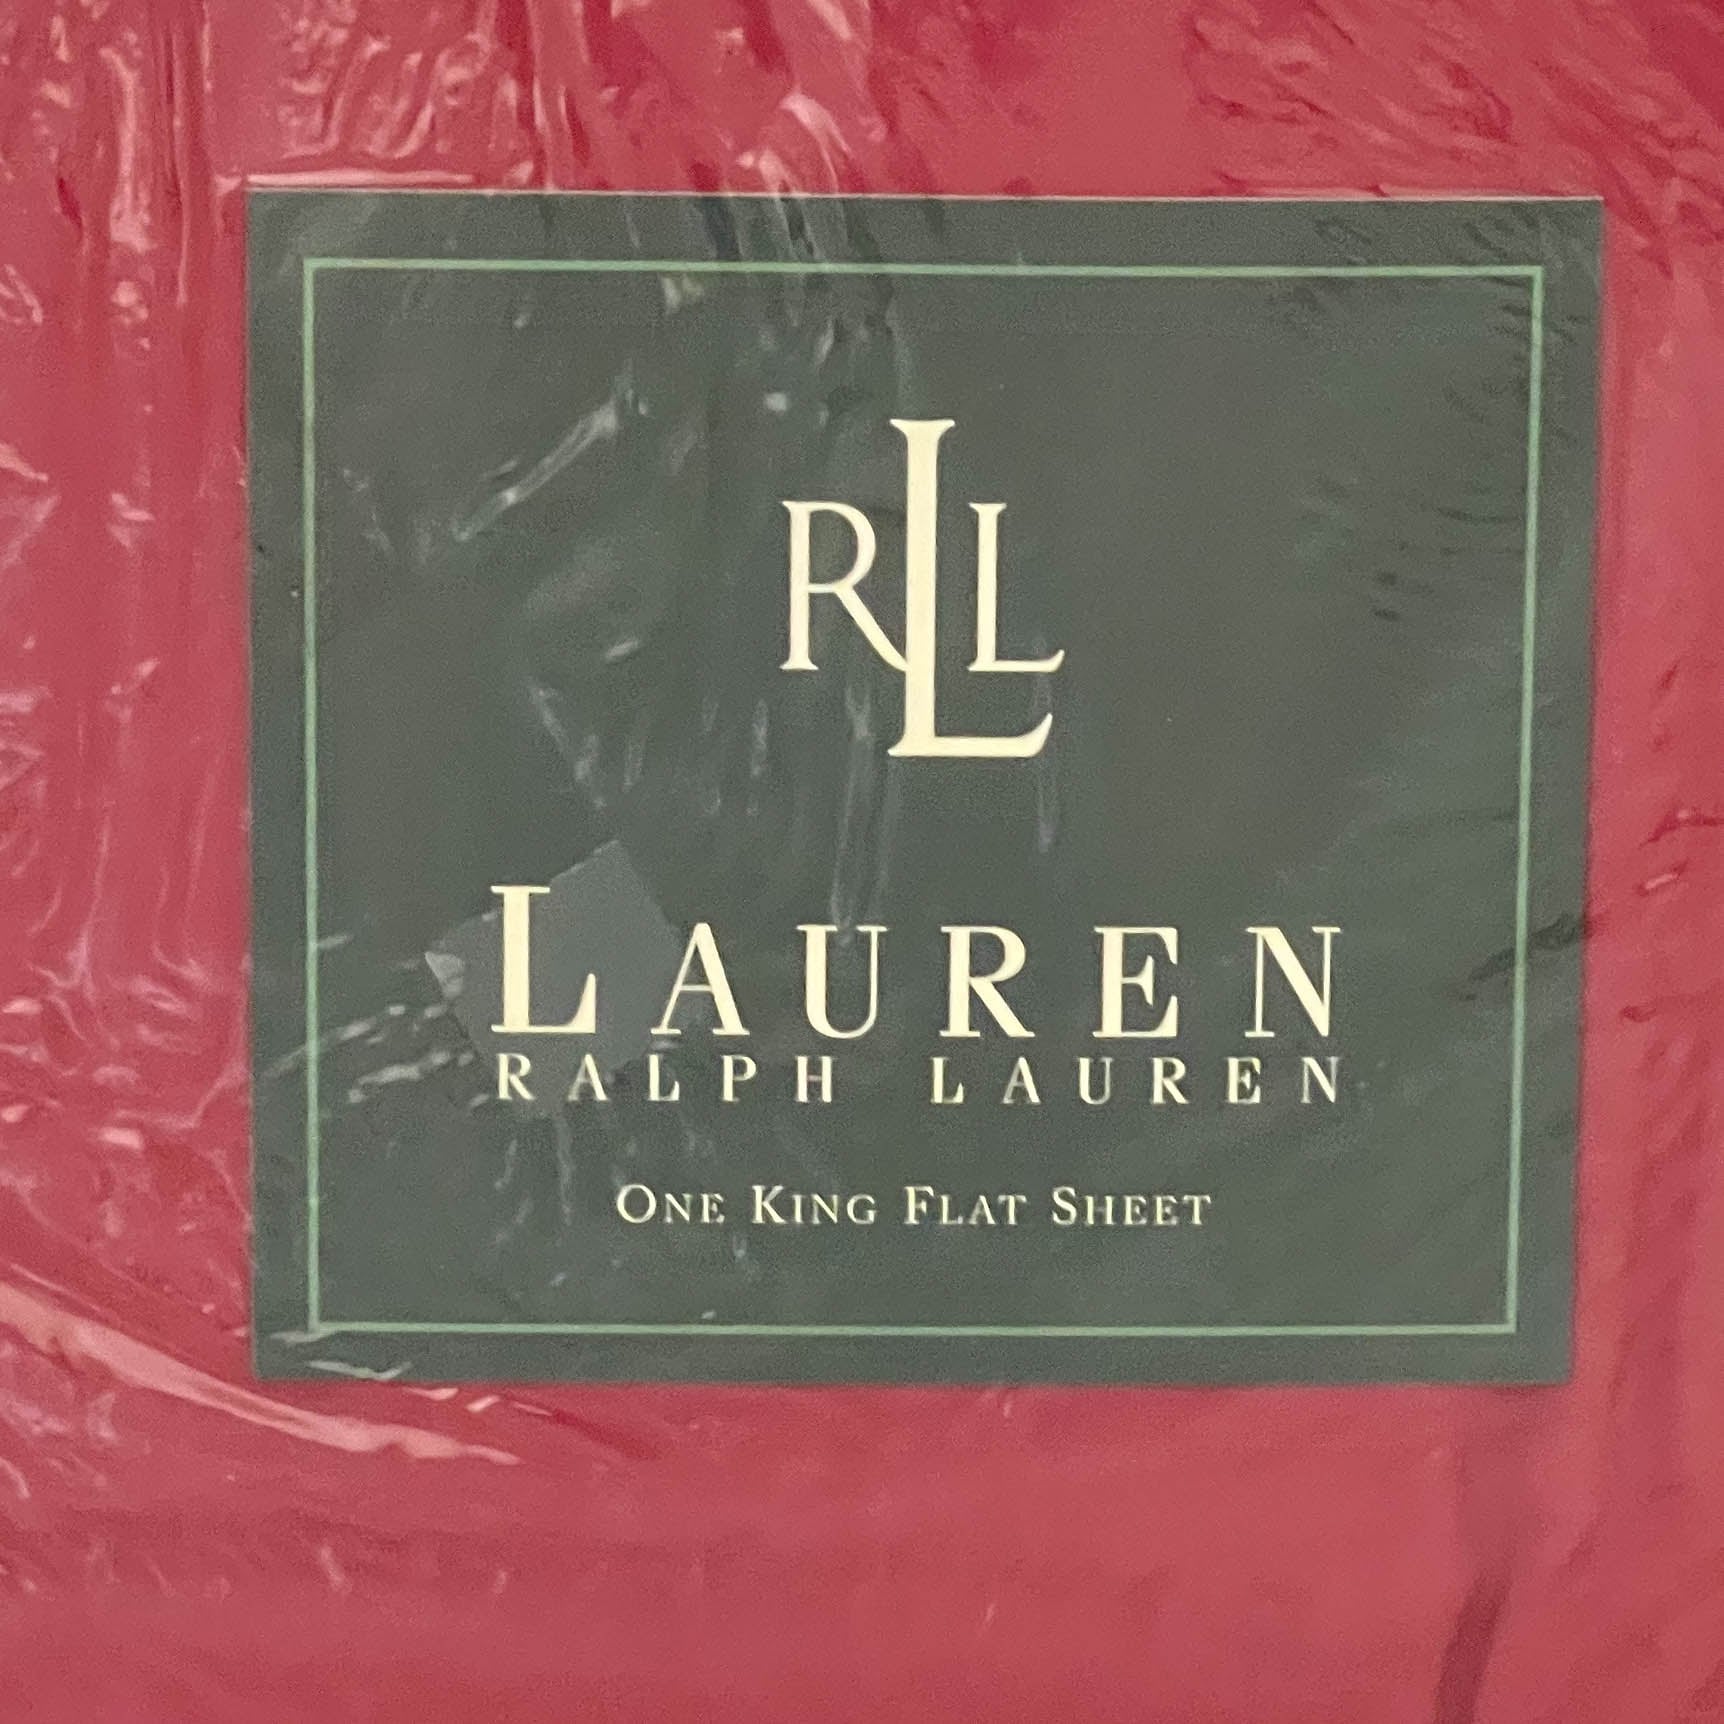 RLL
LAUREN
RALPH LAUREN
ONE KING FLAT SHEET